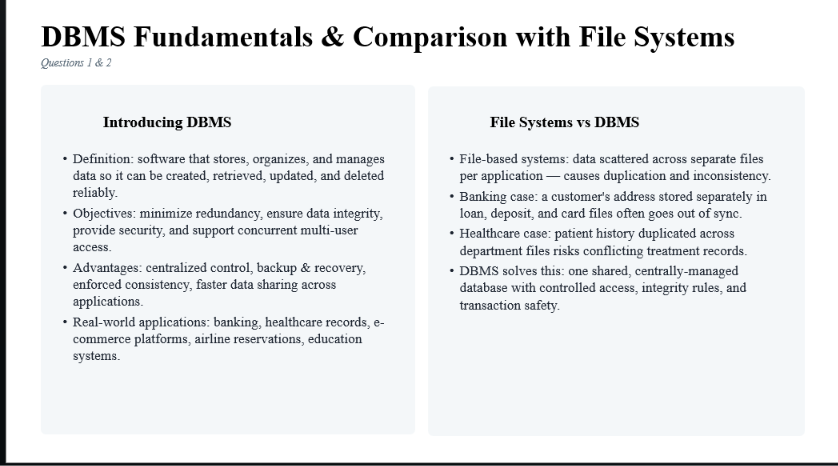 DBMS Fundamentals & Comparison with File Systems
Questions 1 & 2
Introducing DBMS
• Definition: software that stores, organizes, and manages
data so it can be created, retrieved, updated, and deleted
reliably.
• Objectives: minimize redundancy, ensure data integrity,
provide security, and support concurrent multi-user
access.
• Advantages: centralized control, backup & recovery,
enforced consistency, faster data sharing across
applications.
• Real-world applications: banking, healthcare records, e-
commerce platforms, airline reservations, education
systems.
File Systems vs DBMS
• File-based systems: data scattered across separate files
per application — causes duplication and inconsistency.
• Banking case: a customer's address stored separately in
loan, deposit, and card files often goes out of sync.
• Healthcare case: patient history duplicated across
department files risks conflicting treatment records.
• DBMS solves this: one shared, centrally-managed
database with controlled access, integrity rules, and
transaction safety.